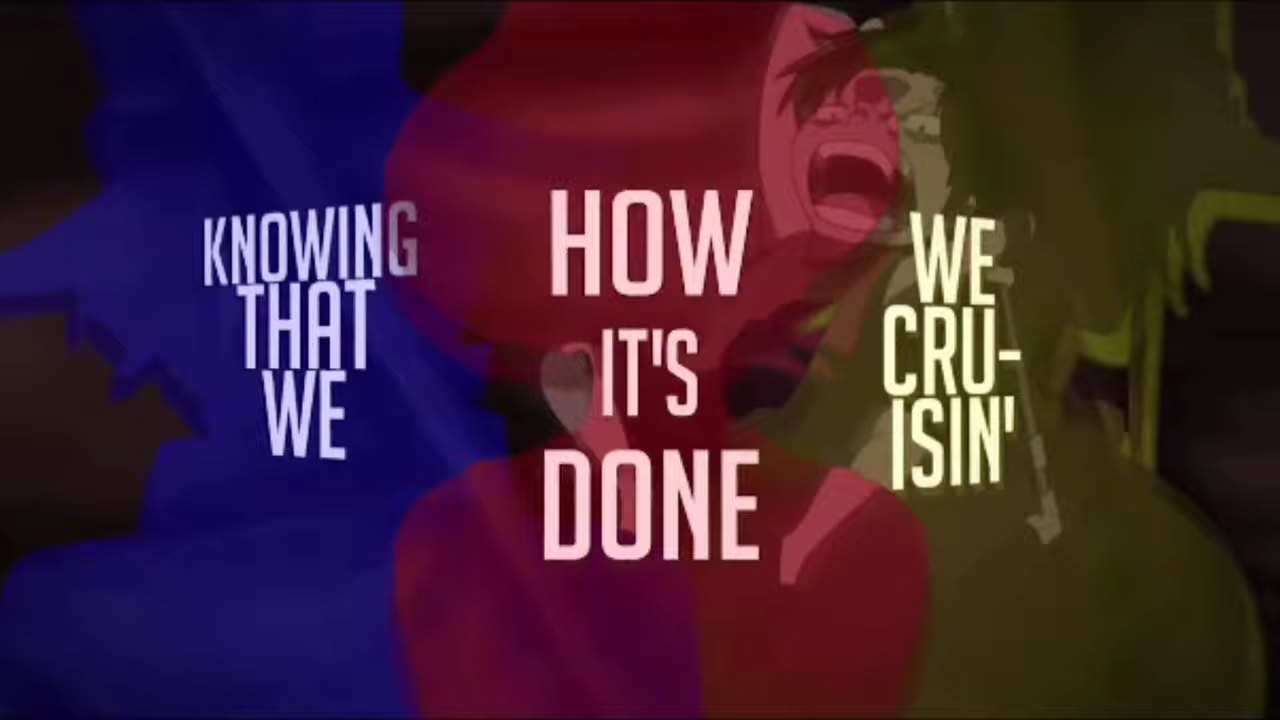 KNOWING
THAT
WE
HOW
IT'S
DONE
WE
CRU-
ISIN'